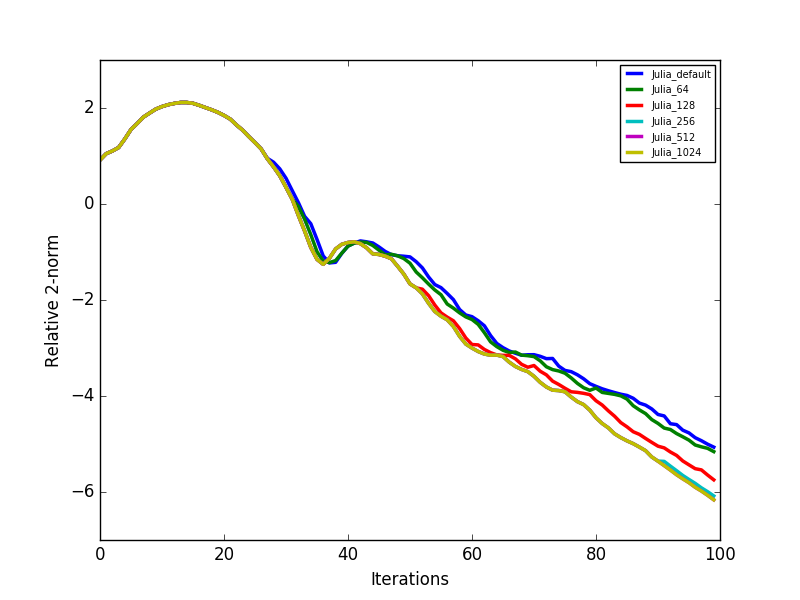 Julia_default
Julia_64
Julia_128
Julia_256
Julia_512
Julia_1024
2
0
−2
−4
−6
Relative 2-norm
0 20 40 60 80 100
Iterations